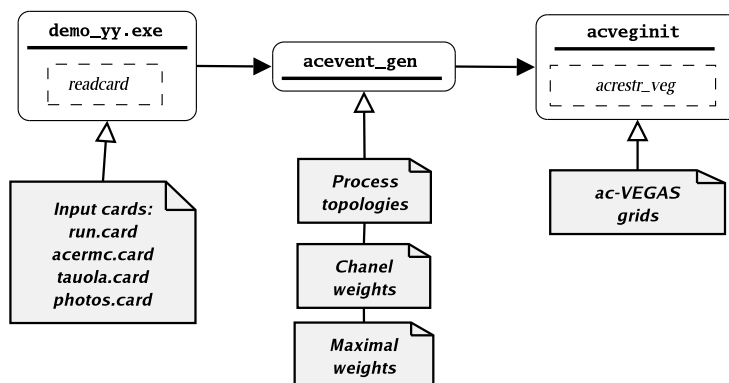 demo_yy.exe
readcard
acevent_gen
acveginit
acrestr_veg
Input cards:
run.card
acermc.card
tauola.card
photos.card
Process
topologies
Chanel
weights
Maximal
weights
ac-VEGAS
grids